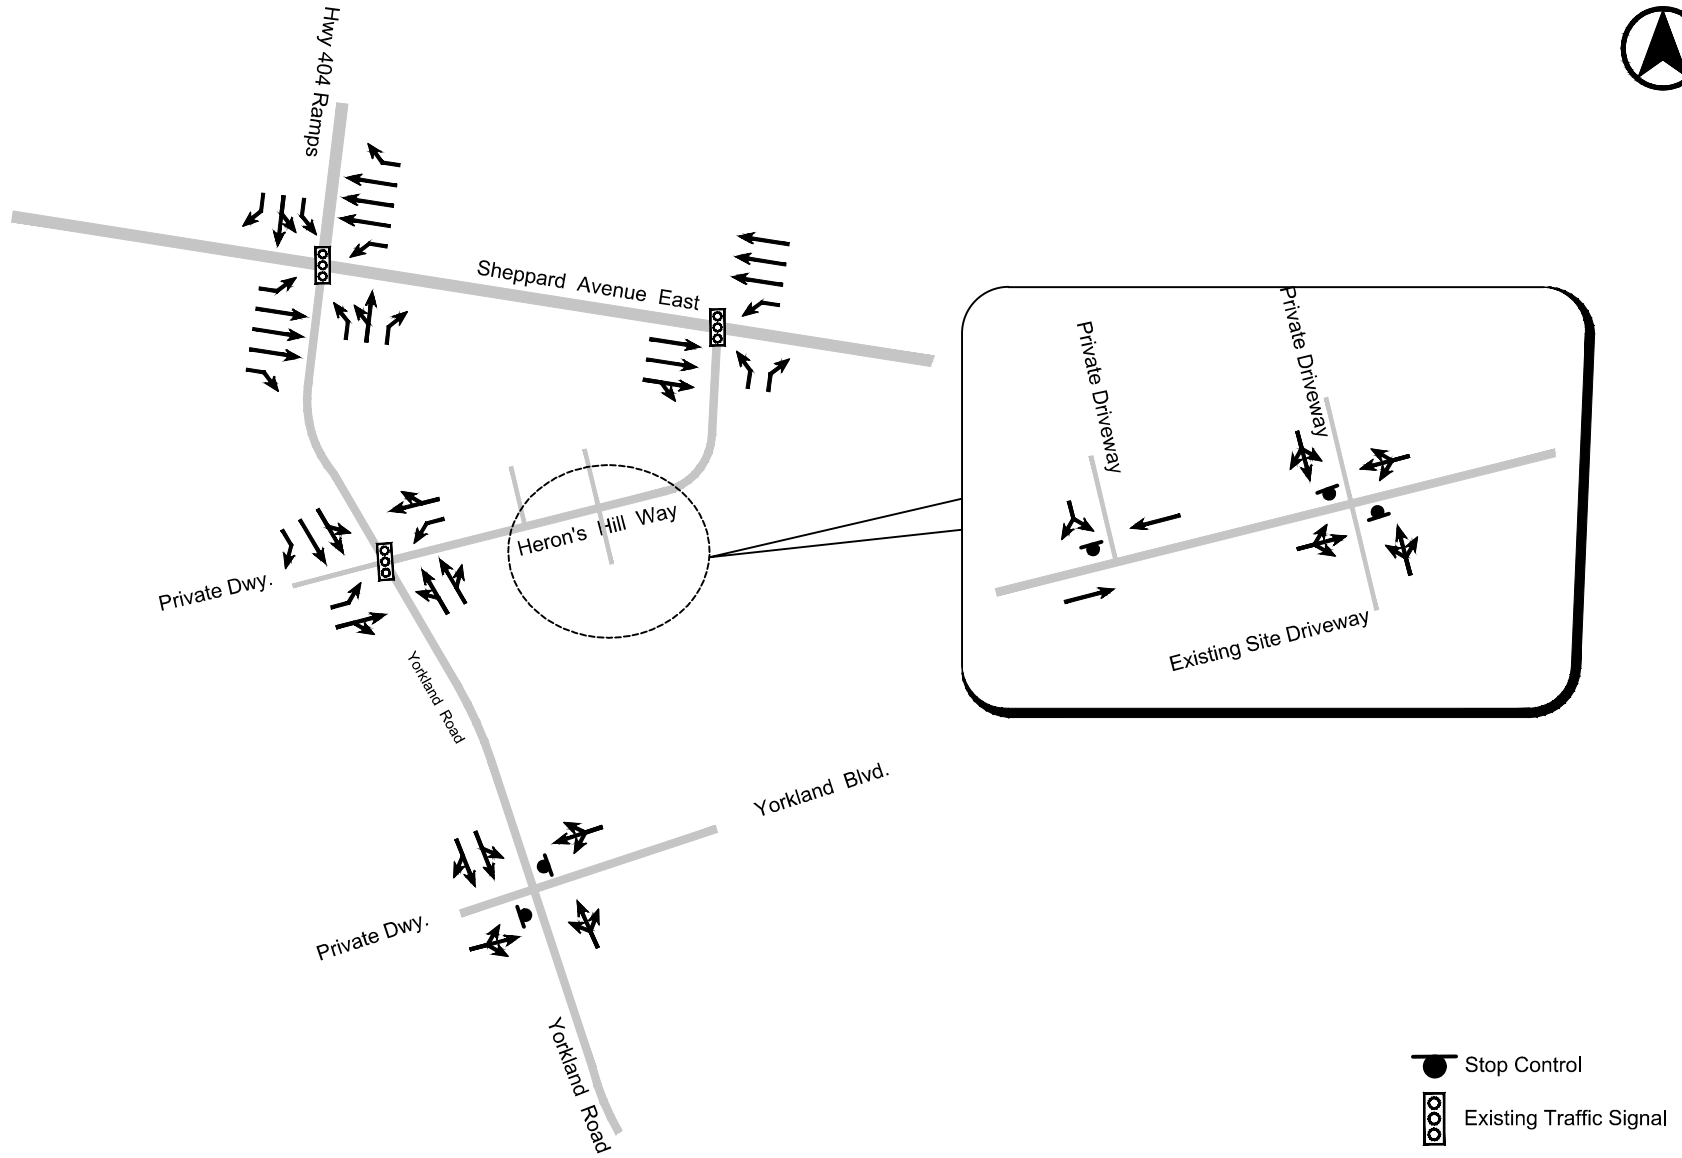 Hwy 404 Ramps
Sheppard Avenue East
Private Driveway
Private Driveway
Heron's Hill Way
Private Dwy.
Existing Site Driveway
Yorkland Road
Yorkland Blvd.
Private Dwy.
Yorkland Road
Stop Control
Existing Traffic Signal